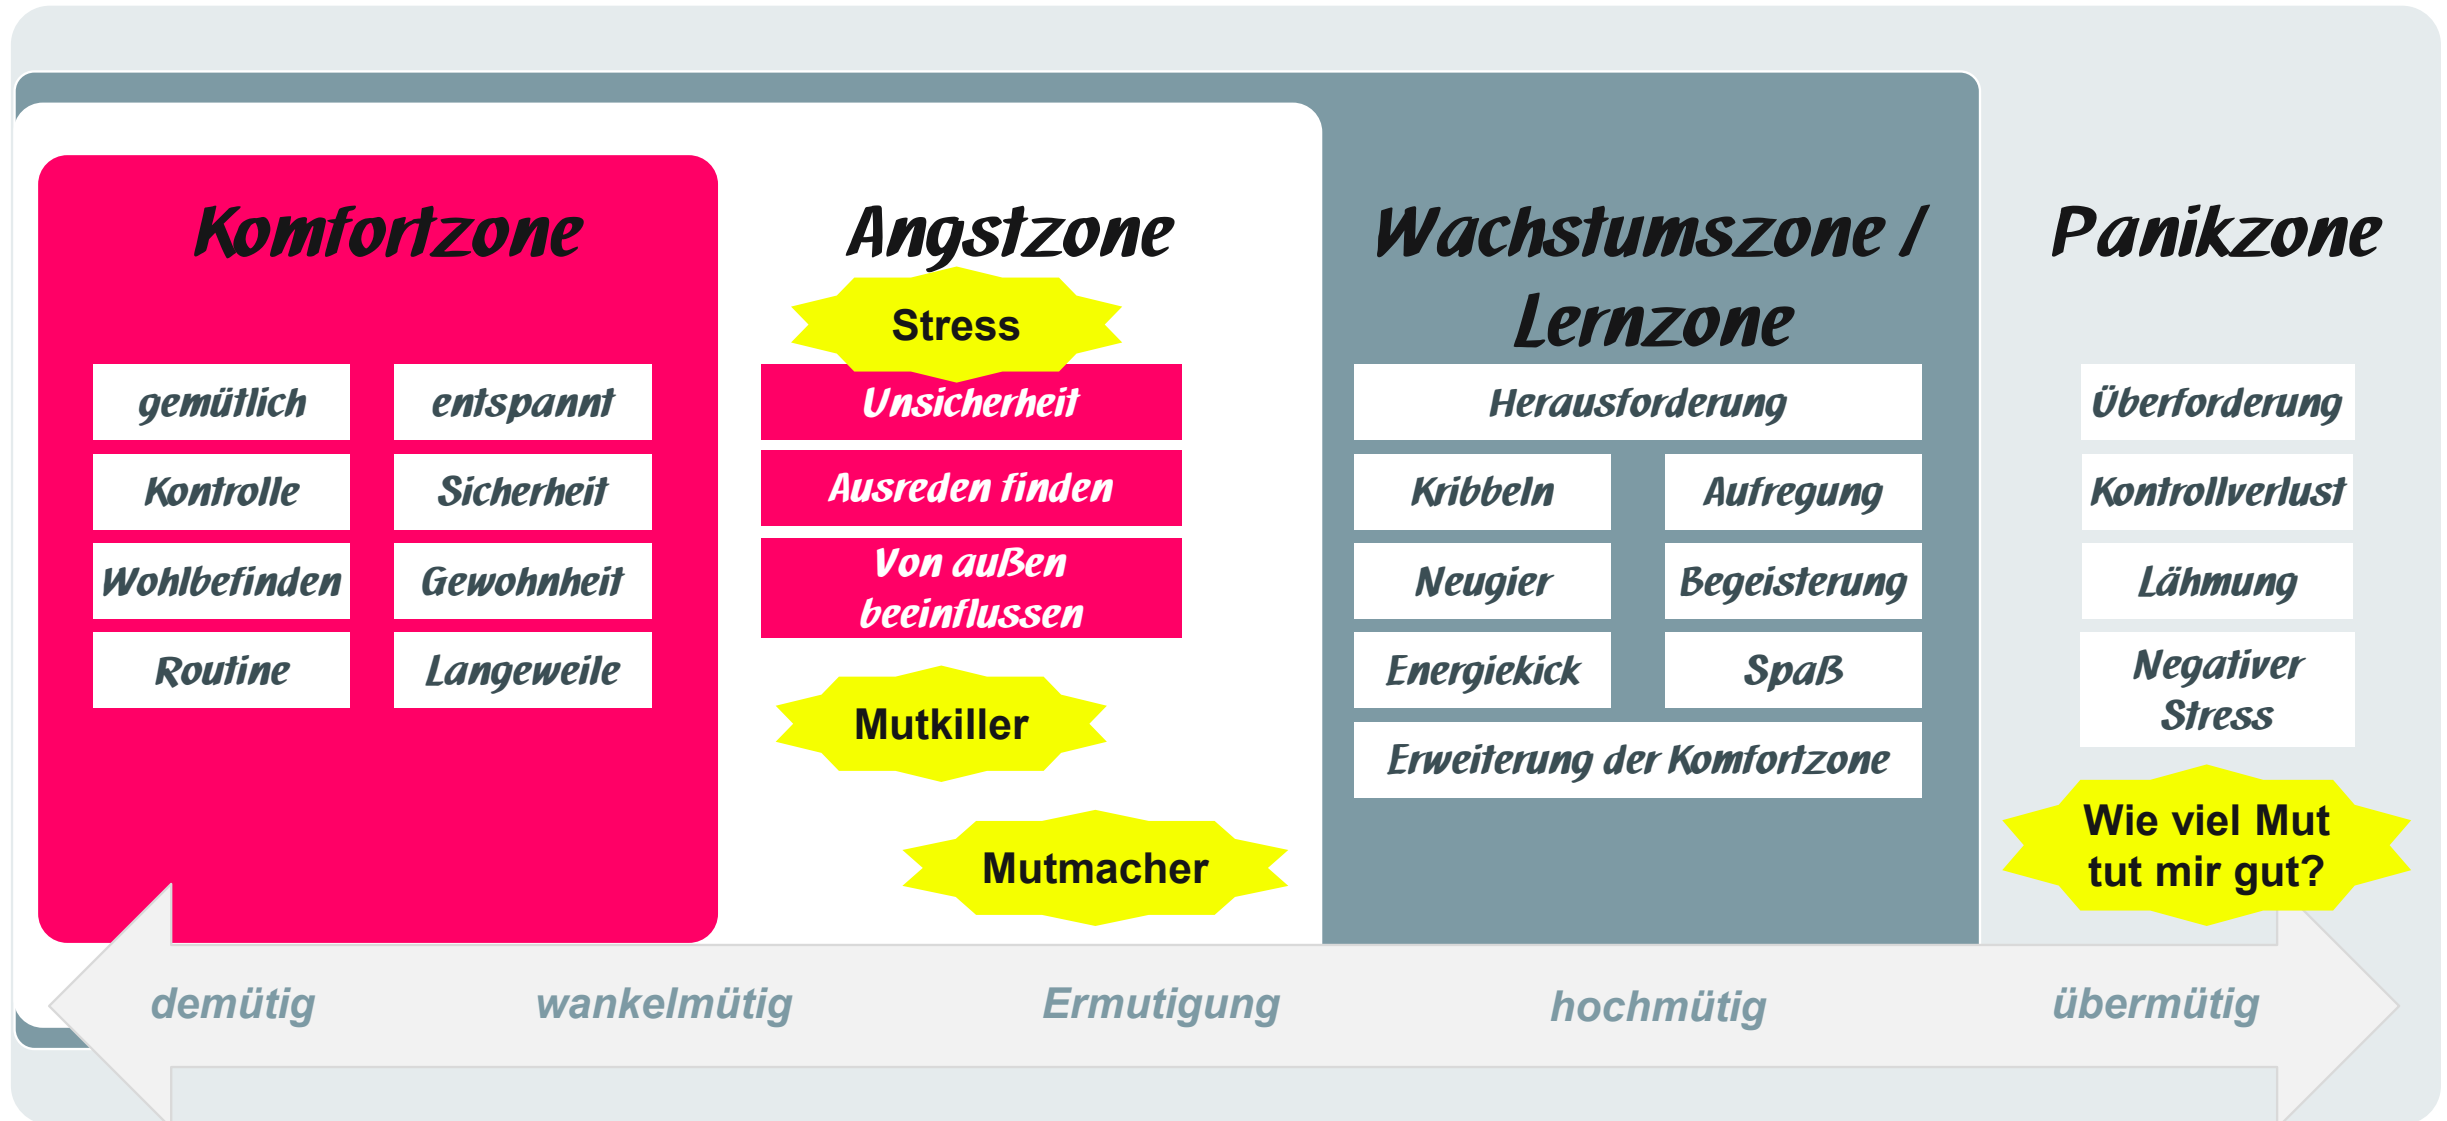 Komfortzone
gemütlich
entspannt
Kontrolle
Sicherheit
Wohlbefinden
Gewohnheit
Routine
Langeweile
Angstzone
Stress
Unsicherheit
Ausreden finden
Von außen
beeinflussen
Mutkiller
Mutmacher
Wachstumszone /
Lernzone
Herausforderung
Kribbeln
Aufregung
Neugier
Begeisterung
Energiekick
Spaß
Erweiterung der Komfortzone
Panikzone
Überforderung
Kontrollverlust
Lähmung
Negativer
Stress
Wie viel Mut
tut mir gut?
demütig
wankelmütig
Ermutigung
hochmütig
übermütig